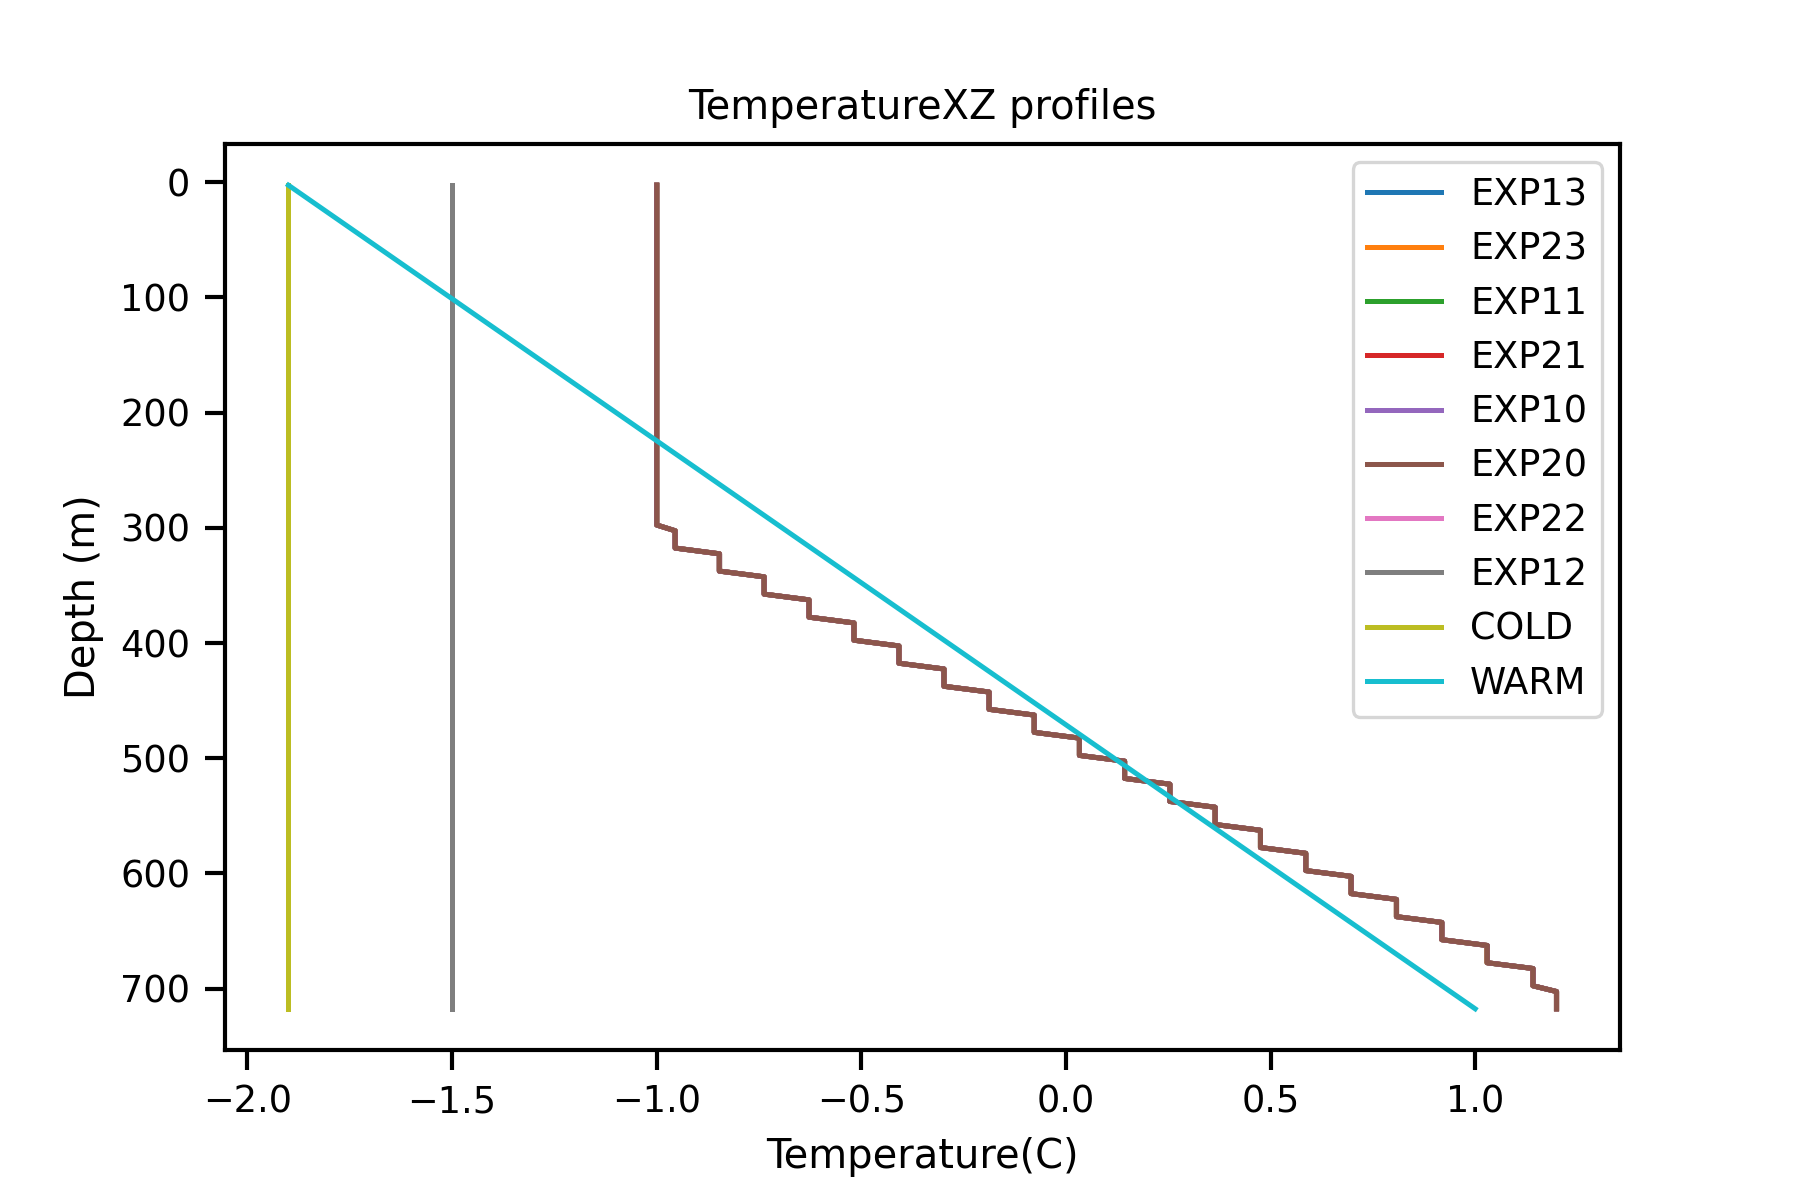 TemperatureXZ profiles
0
100
200
300
400
500
600
700
Depth (m)
EXP13
EXP23
EXP11
EXP21
EXP10
EXP20
EXP22
EXP12
COLD
WARM
−2.0 −1.5 −1.0 −0.5 0.0 0.5 1.0
Temperature(C)